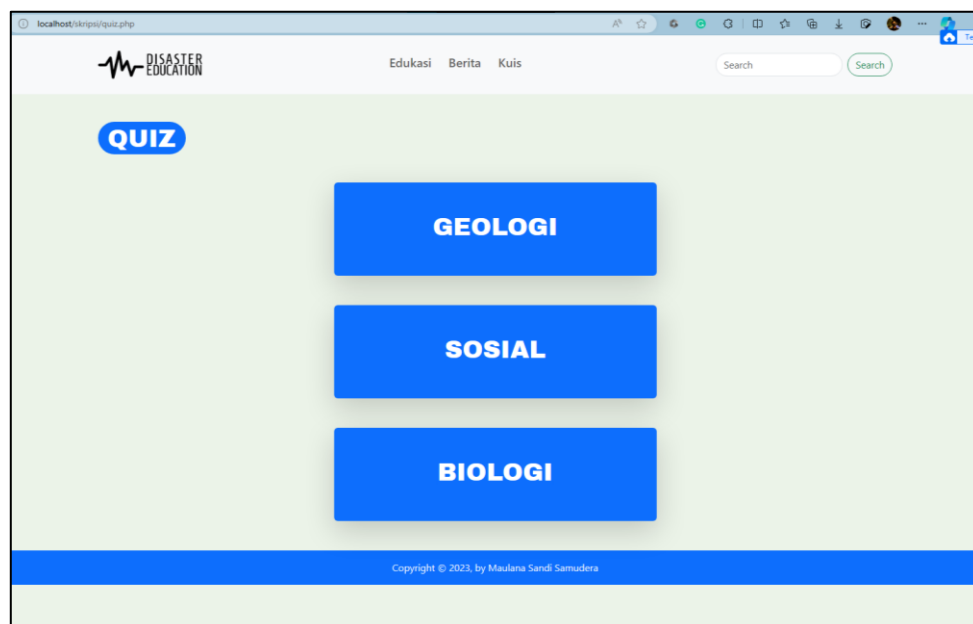 localhost/skripsi/quiz.php
DISASTER
EDUCATION
Edukasi Berita Kuis
Search
Search
QUIZ
GEOLOGI
SOSIAL
BIOLOGI
Copyright © 2023, by Maulana Sandi Samudera